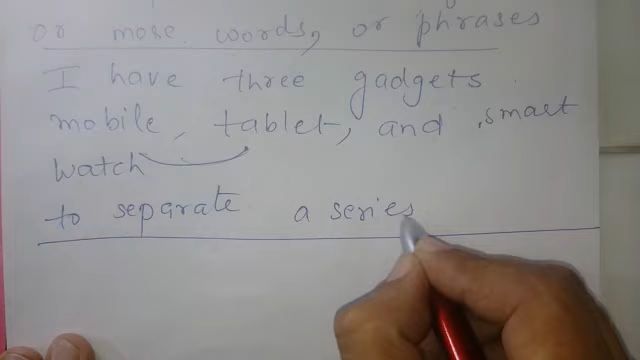 or more words, or phrases
I have three gadgets.
mobile, tablet, and smart
watch
to separate a series